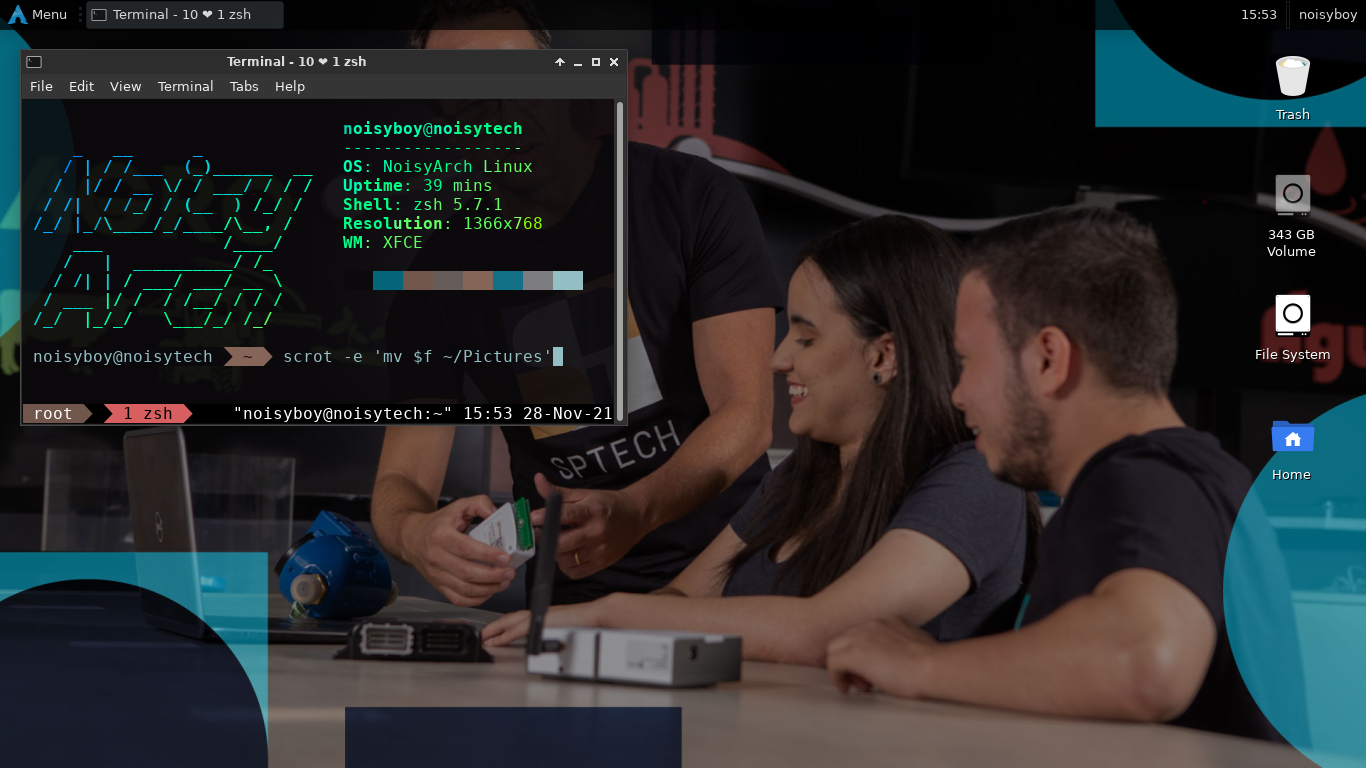 Menu
Terminal - 10 ❤ 1 zsh
15:53
noisyboy
Terminal - 10 ❤ 1 zsh
File Edit View Terminal Tabs Help
noisyboy@noisytech
------------------
OS: NoisyArch Linux
Uptime: 39 mins
Shell: zsh 5.7.1
Resolution: 1366x768
WM: XFCE
Noisy
Arch
noisyboy@noisytech ~ scrot -e 'mv $f ~/Pictures'
root 1 zsh "noisyboy@noisytech:~" 15:53 28-Nov-21
Trash
343 GB
Volume
File System
Home
SPTECH